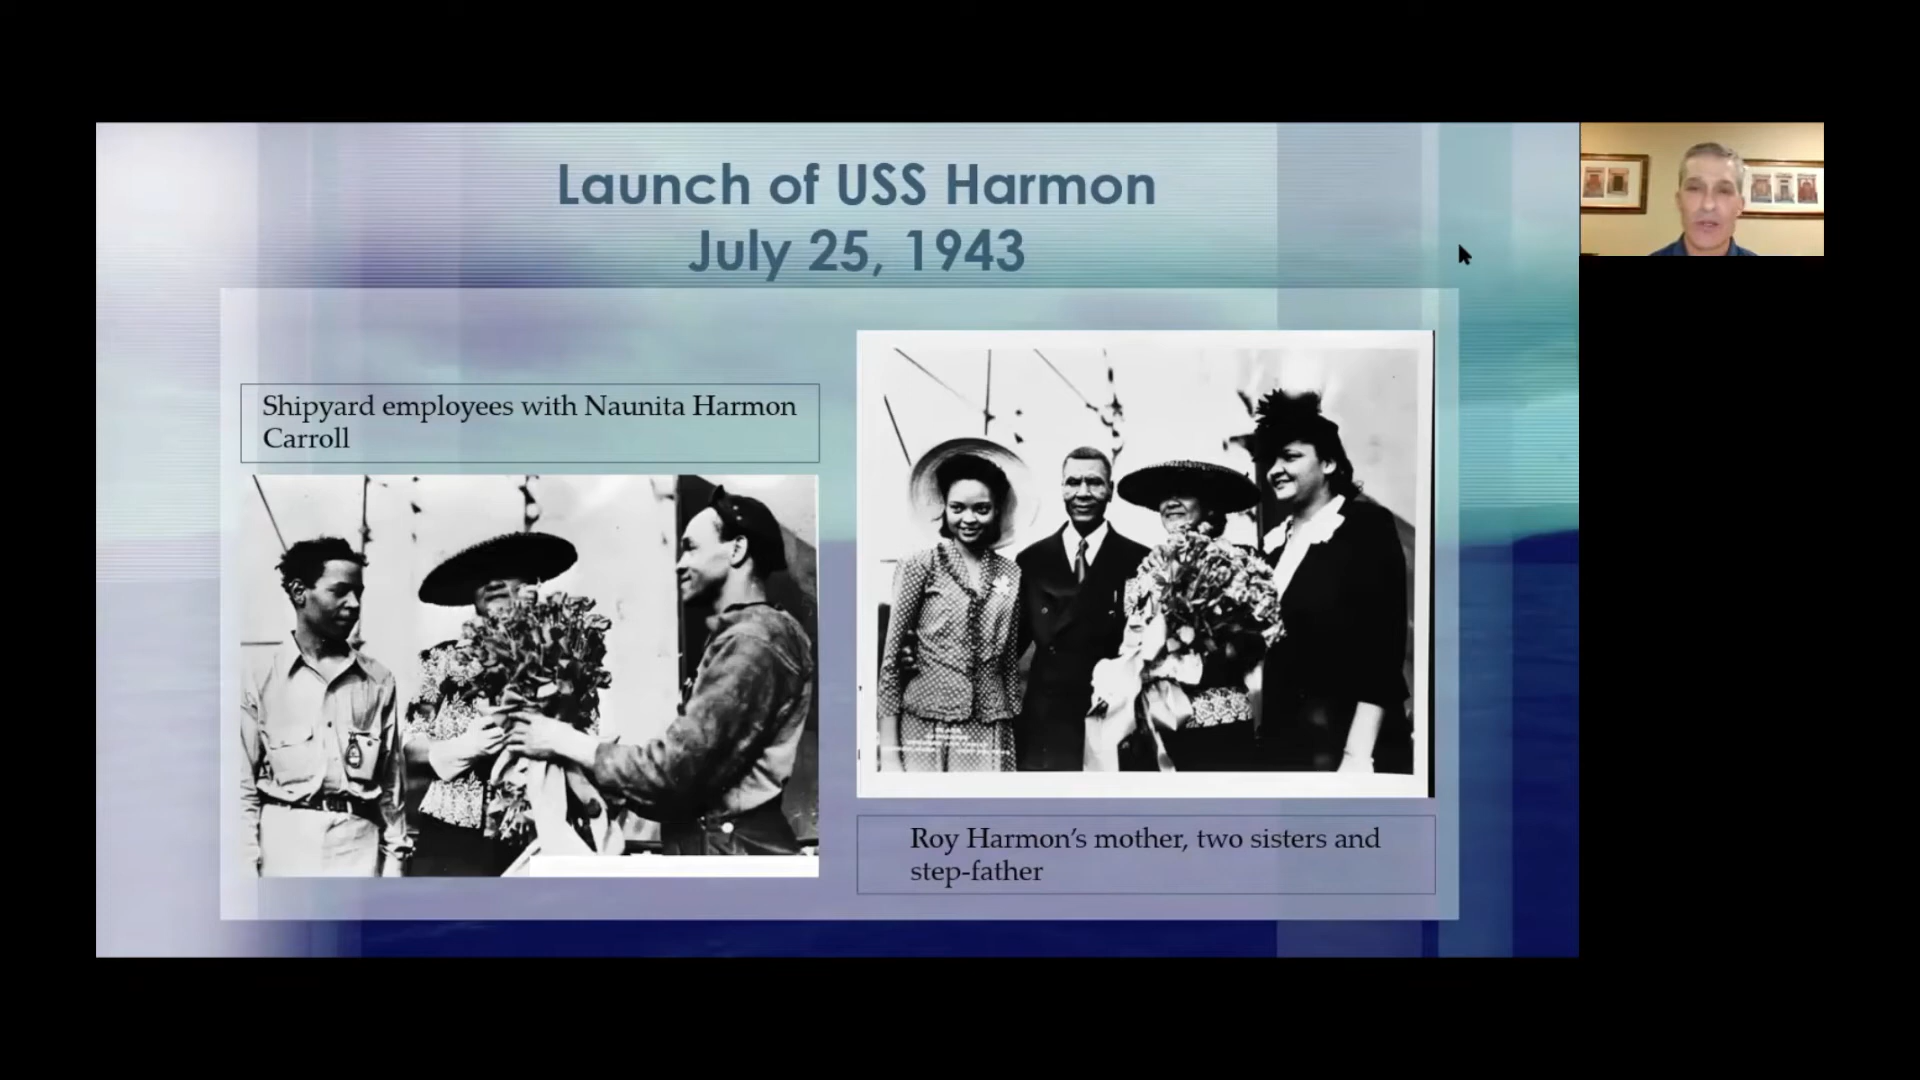 Launch of USS Harmon
July 25, 1943
Shipyard employees with Naunita Harmon
Carroll
Roy Harmon's mother, two sisters and
step-father